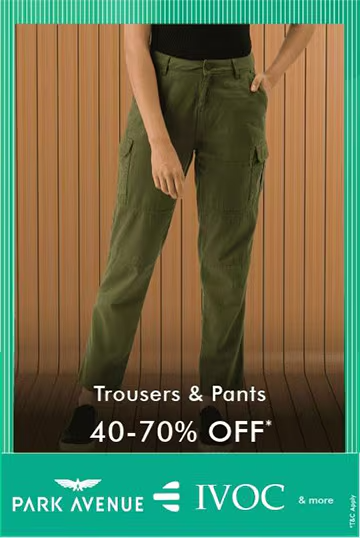 Trousers & Pants
40-70% OFF*
PARK AVENUE IVOC & more
*T&C Apply